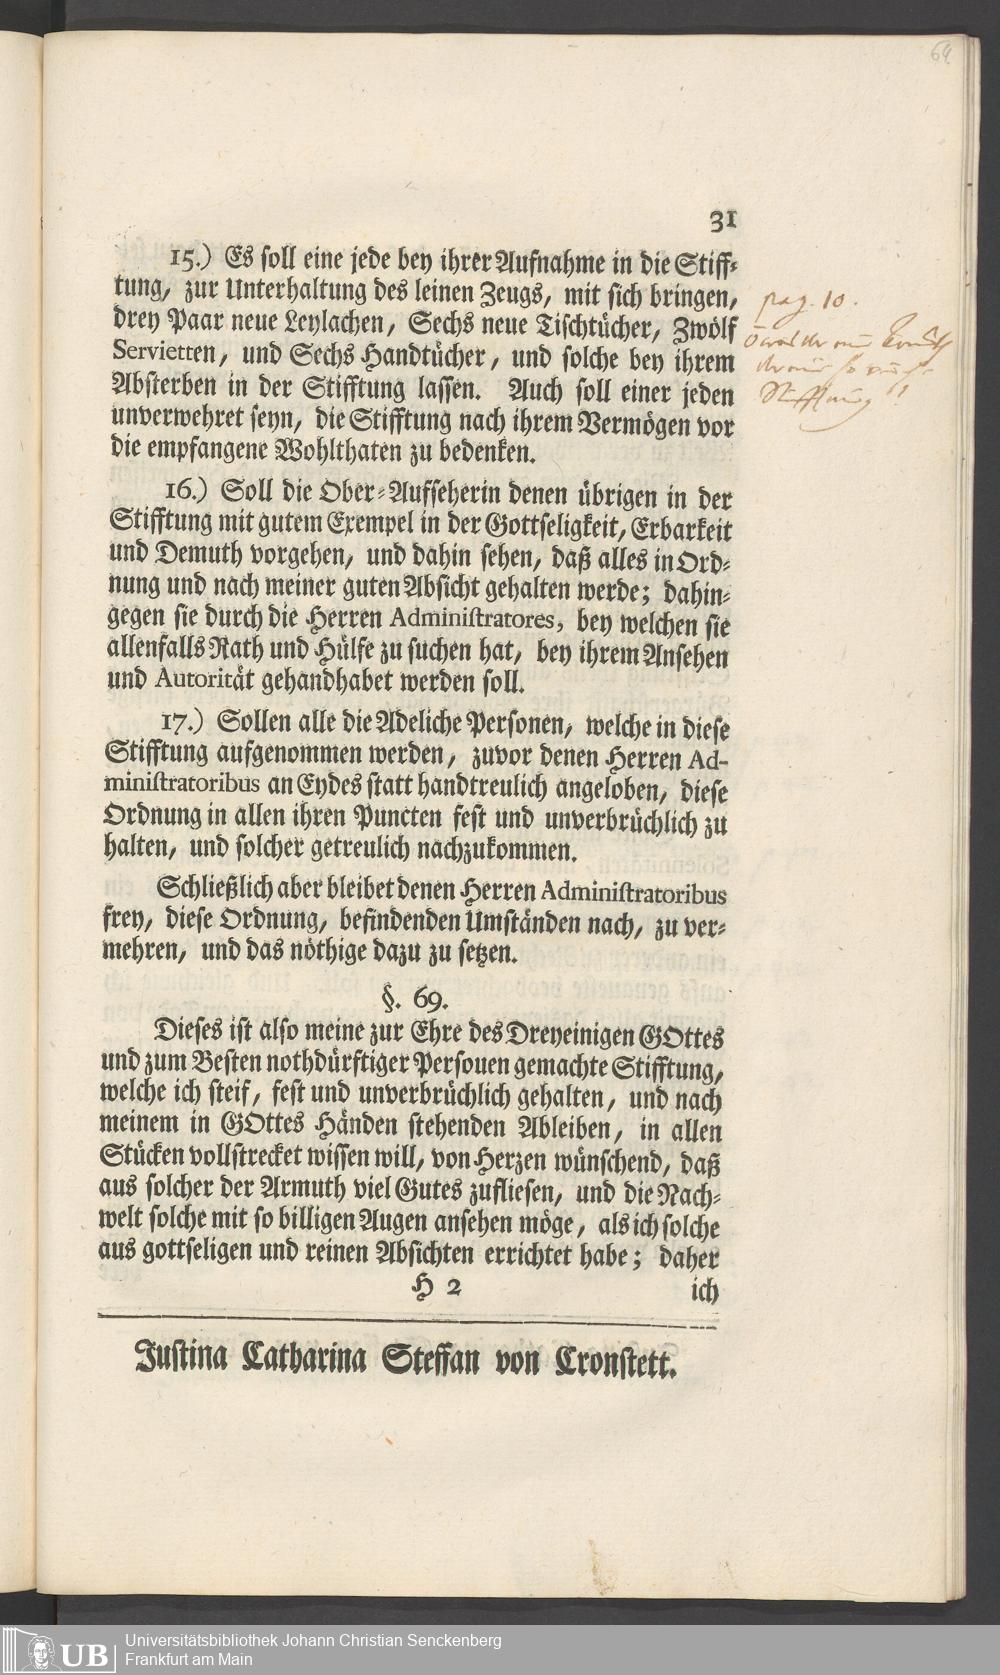 64
31
15.) Es soll eine jede bey ihrer Aufnahme in die Stiff-
tung, zur Unterhaltung des leinen Zeugs, mit sich bringen,
drey Paar neue Leylachen, Sechs neue Tischtücher, Zwölf
Servietten, und Sechs Handtücher, und solche bey ihrem
Absterben in der Stifftung lassen. Auch soll einer jeden
unverwehret seyn, die Stifftung nach ihrem Vermögen vor
die empfangene Wohlthaten zu bedenken.
pag. 10.
Stifftung!!
16.) Soll die Ober-Aufseherin denen übrigen in der
Stifftung mit gutem Exempel in der Gottseligkeit, Erbarkeit
und Demuth vorgehen, und dahin sehen, daß alles in Ord-
nung und nach meiner guten Absicht gehalten werde; dahin-
gegen sie durch die Herren Administratores, bey welchen sie
allenfalls Rath und Hülfe zu suchen hat, bey ihrem Ansehen
und Autorität gehandhabet werden soll.
17.) Sollen alle die Adeliche Personen, welche in diese
Stifftung aufgenommen werden, zuvor denen Herren Ad-
ministratoribus an Eydes statt handtreulich angeloben, diese
Ordnung in allen ihren Puncten fest und unverbrüchlich zu
halten, und solcher getreulich nachzukommen.
Schließlich aber bleibet denen Herren Administratoribus
frey, diese Ordnung, befindenden Umständen nach, zu ver-
mehren, und das nöthige dazu zu setzen.
§. 69.
Dieses ist also meine zur Ehre des Dreyeinigen GOttes
und zum Besten nothdürftiger Persouen gemachte Stifftung,
welche ich steif, fest und unverbrüchlich gehalten, und nach
meinem in GOttes Händen stehenden Ableiben, in allen
Stücken vollstrecket wissen will, von Herzen wünschend, daß
aus solcher der Armuth viel Gutes zufliesen, und die Nach-
welt solche mit so billigen Augen ansehen möge, als ich solche
aus gottseligen und reinen Absichten errichtet habe; daher
H 2 ich
Justina Catharina Steffan von Cronstett.
UB Universitätsbibliothek Johann Christian Senckenberg
Frankfurt am Main